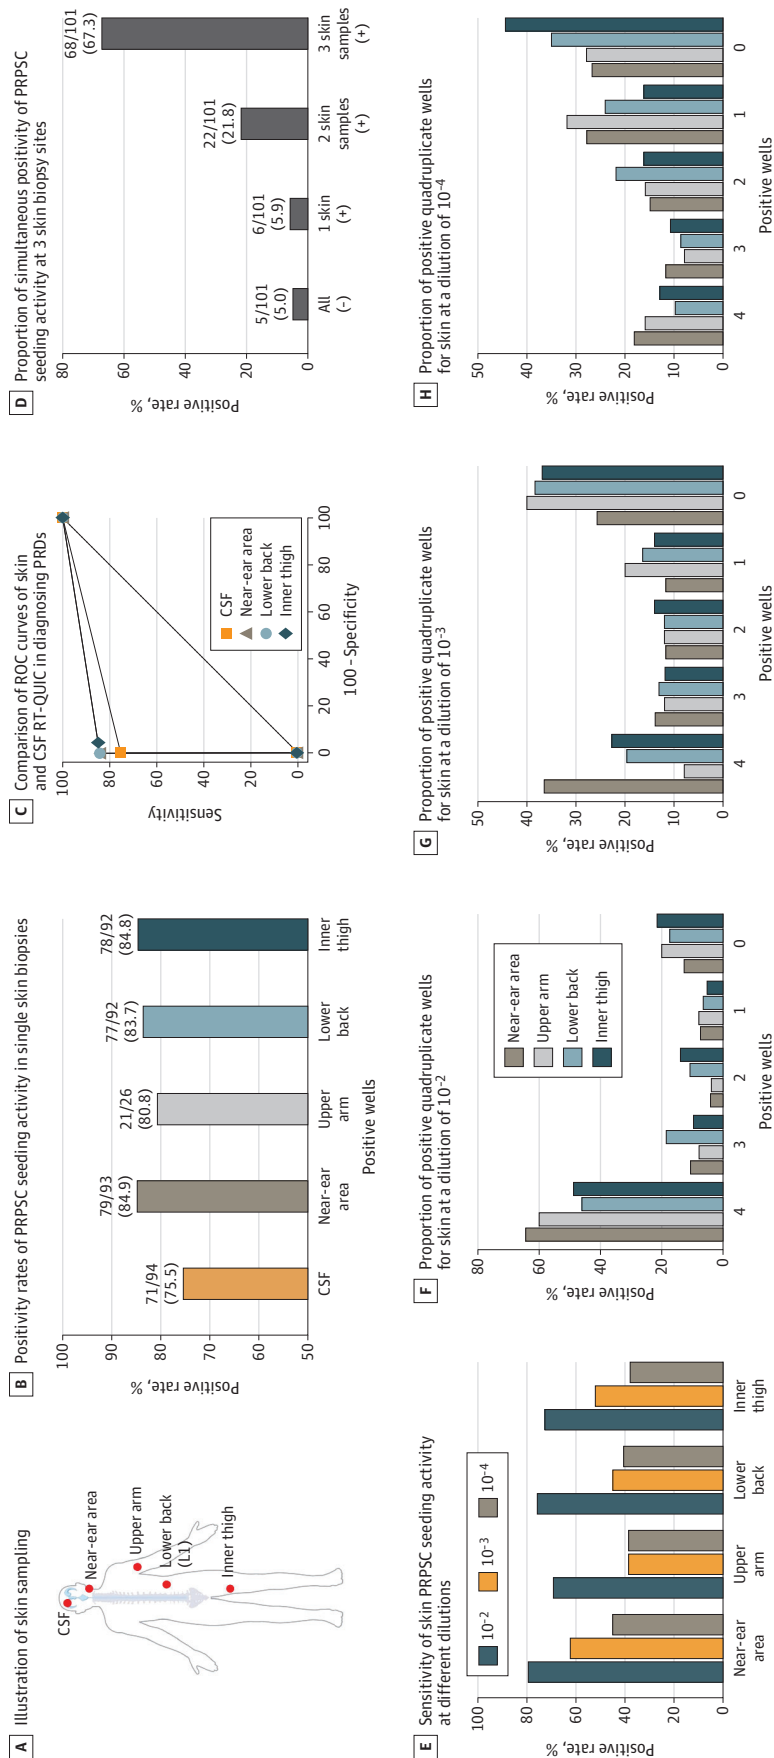 A Illustration of skin sampling
CSF
Near-ear area
Upper arm
Lower back
(L1)
Inner thigh
B Positivity rates of PRPSC seeding activity in single skin biopsies
Positive rate, %
100
90
80
70
60
50
71/94
(75.5)
79/93
(84.9)
21/26
(80.8)
77/92
(83.7)
78/92
(84.8)
CSF
Near-ear
area
Upper
arm
Lower
back
Inner
thigh
Positive wells
C Comparison of ROC curves of skin
and CSF RT-QUIC in diagnosing PRDs
Sensitivity
100
80
60
40
20
0
CSF
Near-ear area
Lower back
Inner thigh
0 20 40 60 80 100
100 – Specificity
D Proportion of simultaneous positivity of PRPSC
seeding activity at 3 skin biopsy sites
Positive rate, %
80
60
40
20
0
5/101
(5.0)
6/101
(5.9)
22/101
(21.8)
68/101
(67.3)
All
(–)
1 skin
(+)
2 skin
samples
(+)
3 skin
samples
(+)
E Sensitivity of skin PRPSC seeding activity
at different dilutions
Positive rate, %
100
80
60
40
20
0
10-2
10-3
10-4
Near-ear
area
Upper
arm
Lower
back
Inner
thigh
F Proportion of positive quadruplicate wells
for skin at a dilution of 10-2
Positive rate, %
80
60
40
20
0
Near-ear area
Upper arm
Lower back
Inner thigh
4 3 2 1 0
Positive wells
G Proportion of positive quadruplicate wells
for skin at a dilution of 10-3
Positive rate, %
50
40
30
20
10
0
4 3 2 1 0
Positive wells
H Proportion of positive quadruplicate wells
for skin at a dilution of 10-4
Positive rate, %
50
40
30
20
10
0
4 3 2 1 0
Positive wells